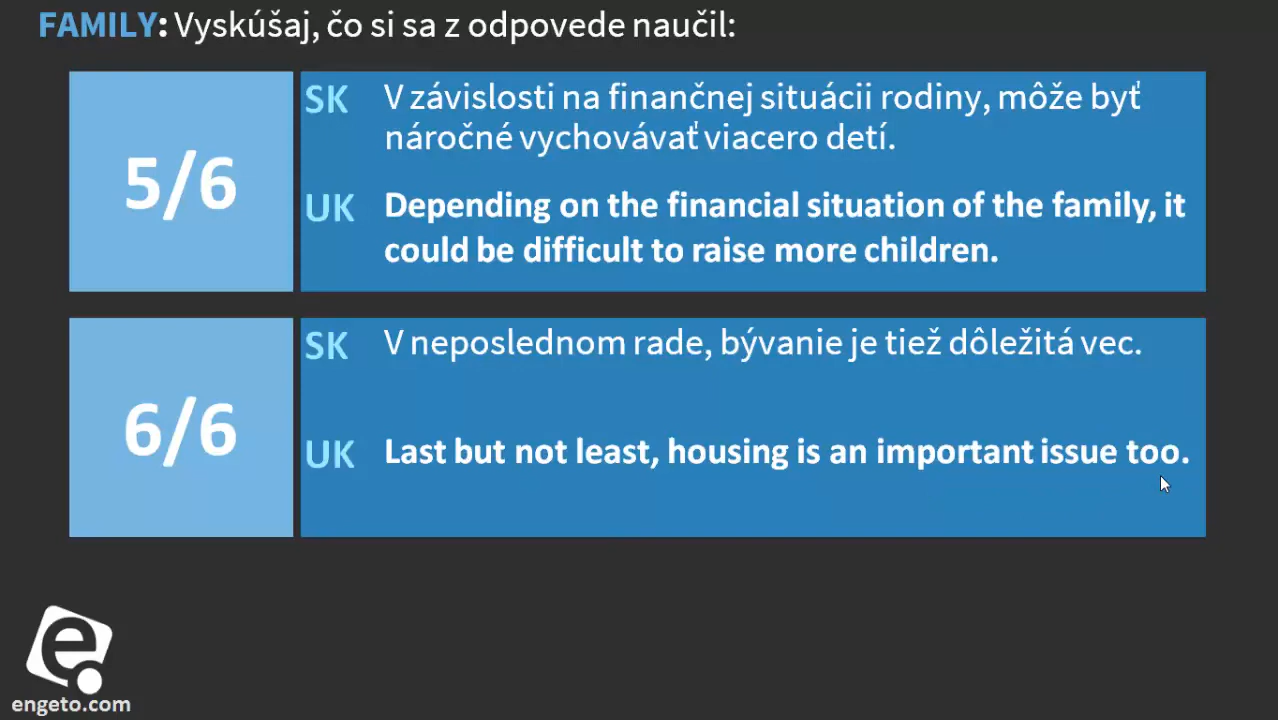 FAMILY: Vyskúšaj, čo si sa z odpovede naučil:
5/6
SK V závislosti na finančnej situácii rodiny, môže byť
náročné vychovávať viacero detí.
UK Depending on the financial situation of the family, it
could be difficult to raise more children.
6/6
SK V neposlednom rade, bývanie je tiež dôležitá vec.
UK Last but not least, housing is an important issue too.
e
engeto.com